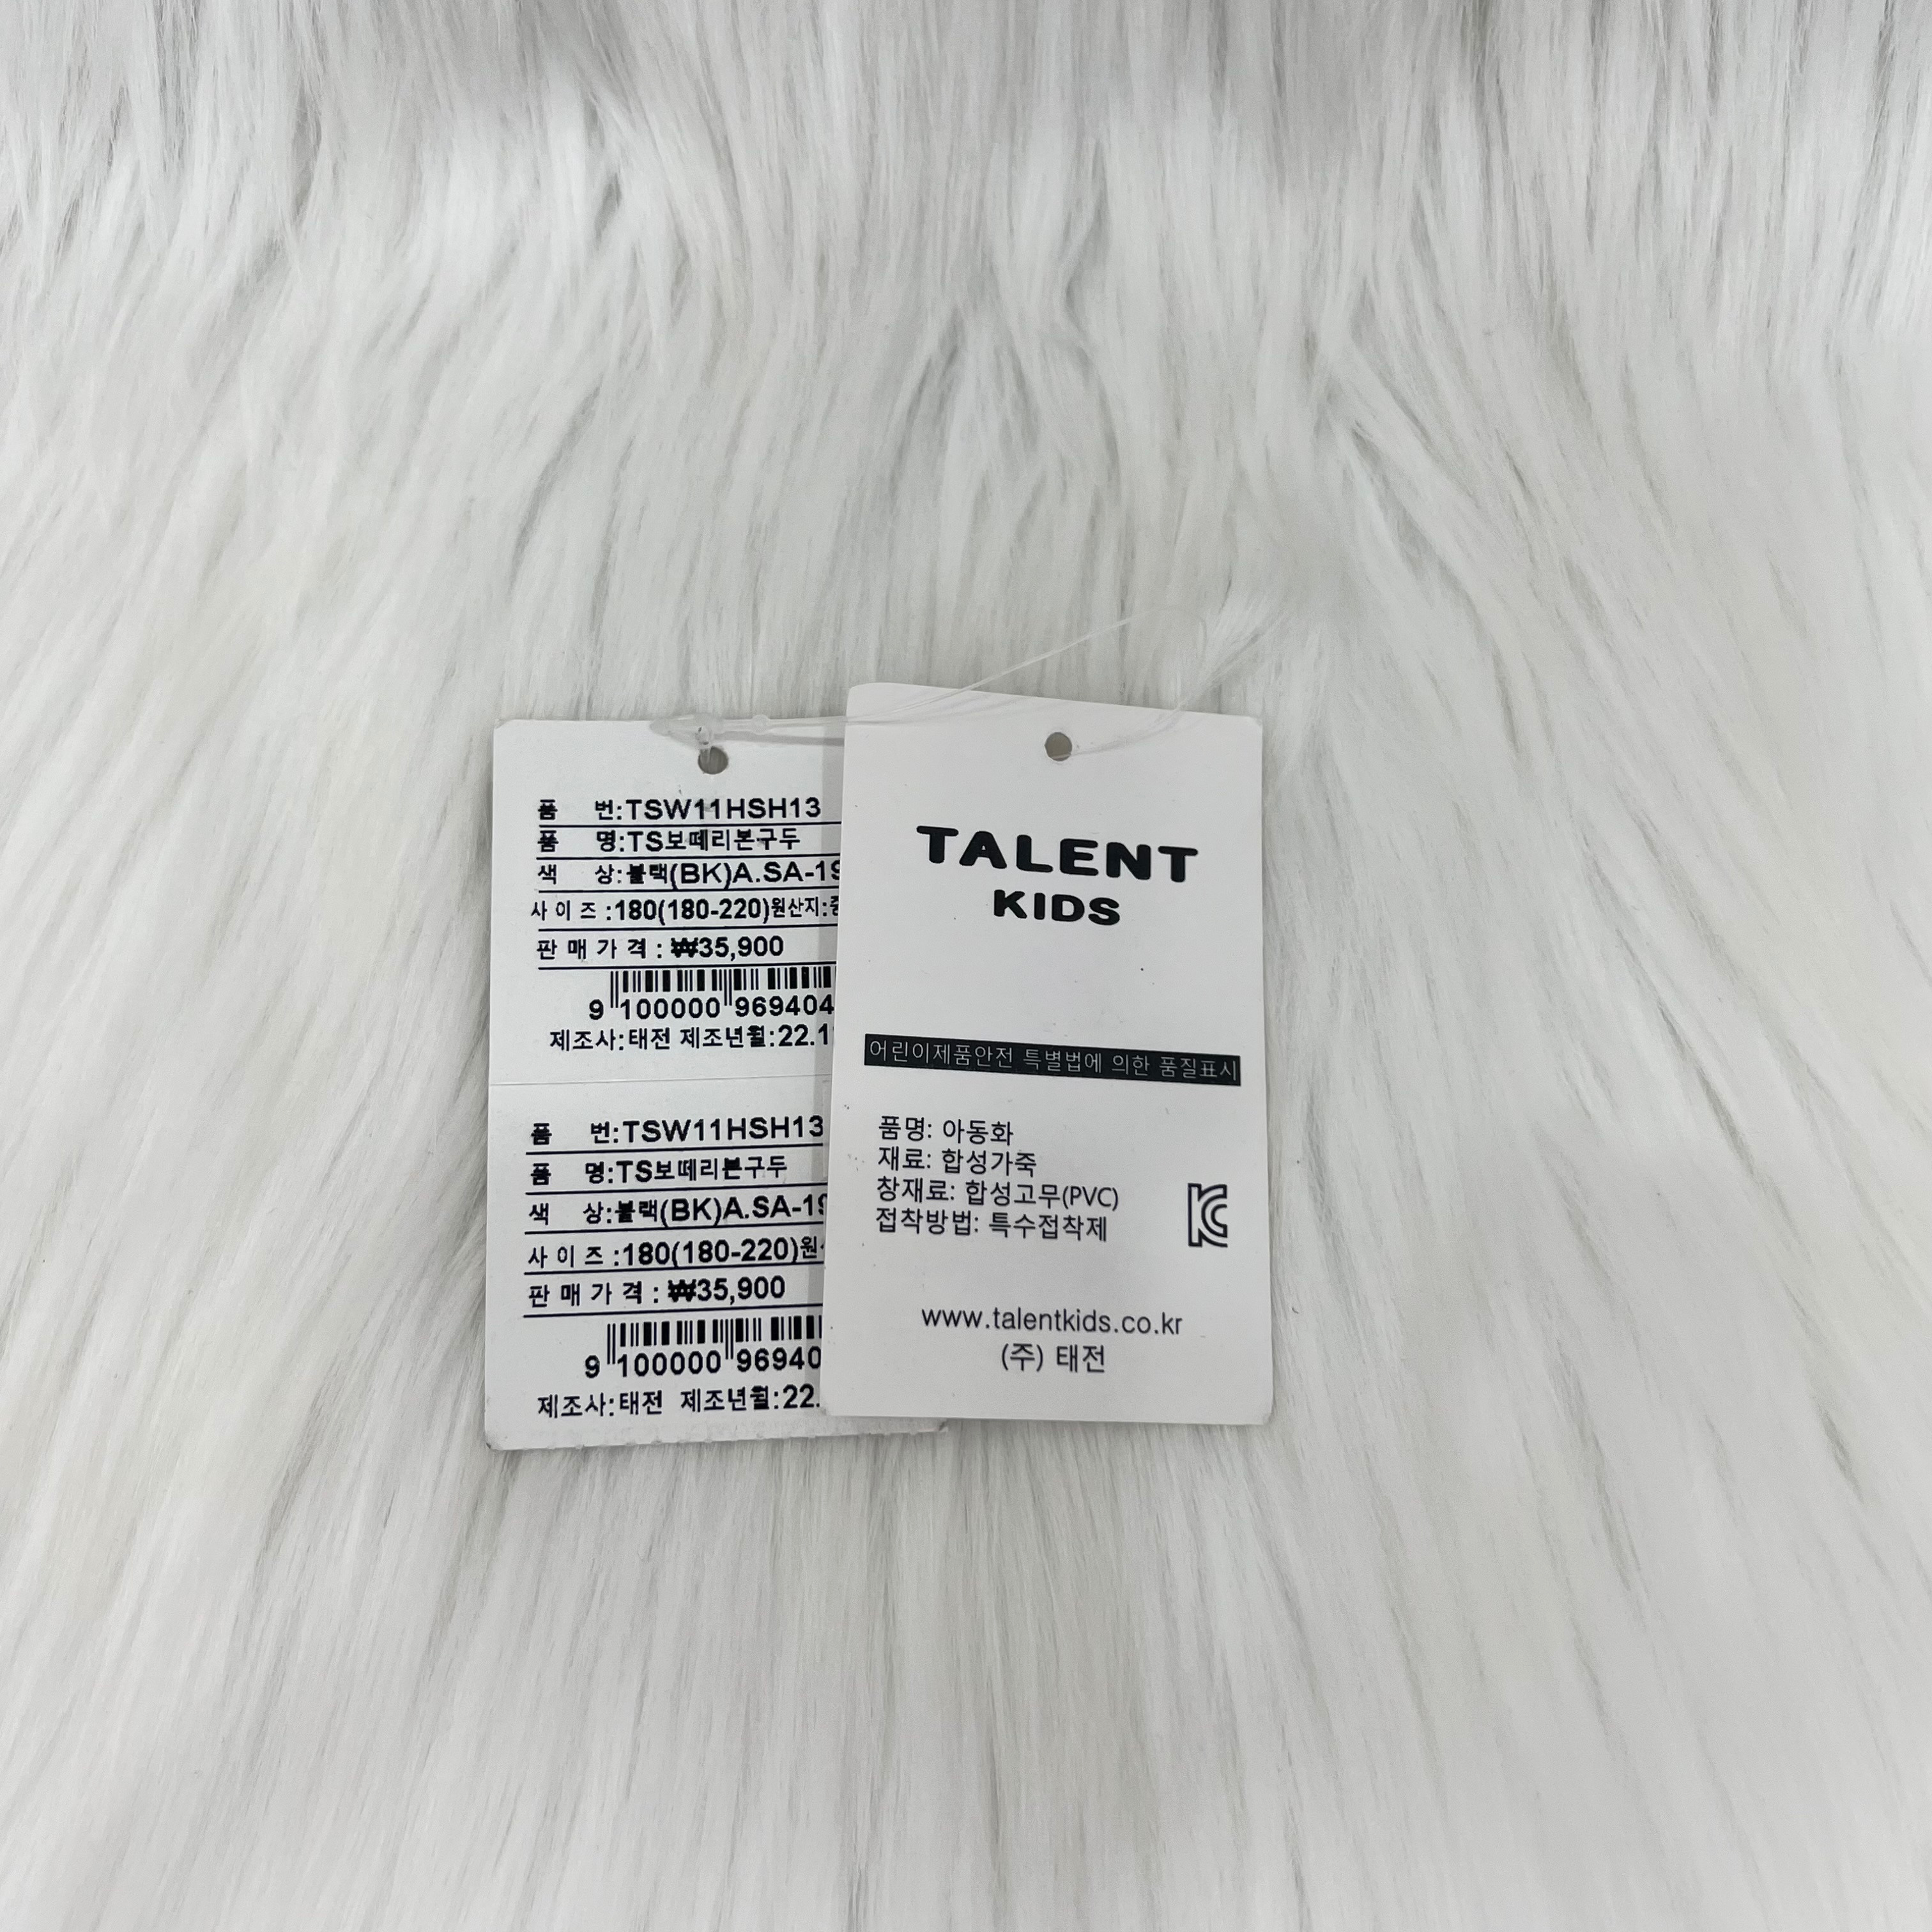 품 번:TSW11HSH13
품 명:TS보떼리본구두
색 상:블랙(BK)A.SA-19
사이즈:180(180-220)원산지:중
판매가격:₩35,900
9 100000 969404
제조사:태전 제조년월:22.1
품 번:TSW11HSH13
품 명:TS보떼리본구두
색 상:블랙(BK)A.SA-19
사이즈:180(180-220)원
판매가격:₩35,900
9 100000 96940
제조사:태전 제조년월:22.
TALENT
KIDS
어린이제품안전 특별법에 의한 품질표시
품명: 아동화
재료: 합성가죽
창재료: 합성고무(PVC)
접착방법: 특수접착제
KC
www.talentkids.co.kr
(주) 태전